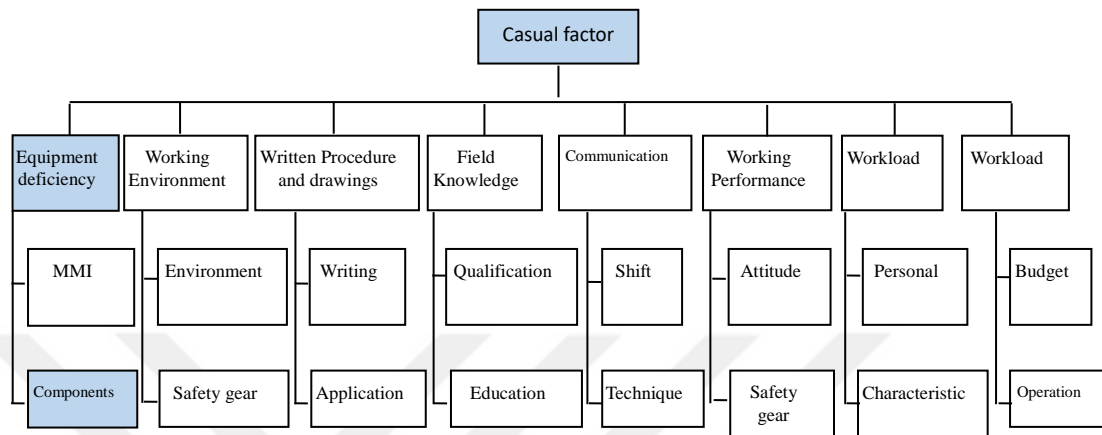 Casual factor
Equipment
deficiency
Working
Environment
Written Procedure
and drawings
Field
Knowledge
Communication
Working
Performance
Workload
Workload
MMI
Environment
Writing
Qualification
Shift
Attitude
Personal
Budget
Components
Safety gear
Application
Education
Technique
Safety
gear
Characteristic
Operation